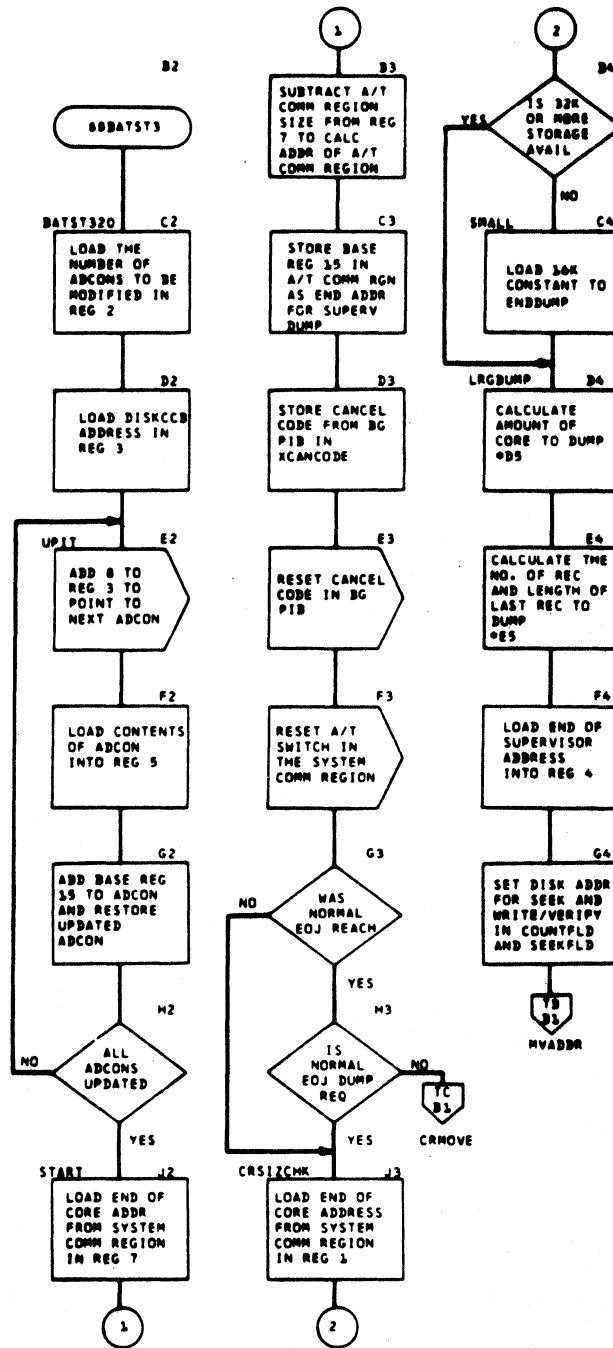 B2
$$BATST3
BATST320
C2
LOAD THE
NUMBER OF
ADCONS TO BE
MODIFIED IN
REG 2
D2
LOAD DISKCCB
ADDRESS IN
REG 3
UPIT
E2
ADD 8 TO
REG 3 TO
POINT TO
NEXT ADCON
F2
LOAD CONTENTS
OF ADCON
INTO REG 5
G2
ADD BASE REG
15 TO ADCON
AND RESTORE
UPDATED
ADCON
H2
ALL
ADCONS
UPDATED
NO
YES
START
J2
LOAD END OF
CORE ADDR
FROM SYSTEM
COMM REGION
IN REG 7
1
1
B3
SUBTRACT A/T
COMM REGION
SIZE FROM REG
7 TO CALC
ADDR OF A/T
COMM REGION
C3
STORE BASE
REG 15 IN
A/T COMM RGN
AS END ADDR
FOR SUPERV
DUMP
D3
STORE CANCEL
CODE FROM BG
PIB IN
XCANCODE
E3
RESET CANCEL
CODE IN BG
PIB
F3
RESET A/T
SWITCH IN
THE SYSTEM
COMM REGION
G3
NO
WAS
NORMAL
EOJ REACH
YES
H3
IS
NORMAL
EOJ DUMP
REQ
NO
TC
B1
CRMOVE
YES
CRSIZCHK
J3
LOAD END OF
CORE ADDRESS
FROM SYSTEM
COMM REGION
IN REG 1
2
2
B4
IS 32K
OR MORE
STORAGE
AVAIL
YES
NO
SMALL
C4
LOAD 16K
CONSTANT TO
ENDDUMP
LRGDUMP
D4
CALCULATE
AMOUNT OF
CORE TO DUMP
*D5
E4
CALCULATE THE
NO. OF REC
AND LENGTH OF
LAST REC TO
DUMP
*E5
F4
LOAD END OF
SUPERVISOR
ADDRESS
INTO REG 4
G4
SET DISK ADDR
FOR SEEK AND
WRITE/VERIFY
IN COUNTFLD
AND SEEKFLD
TB
B1
MVADDR